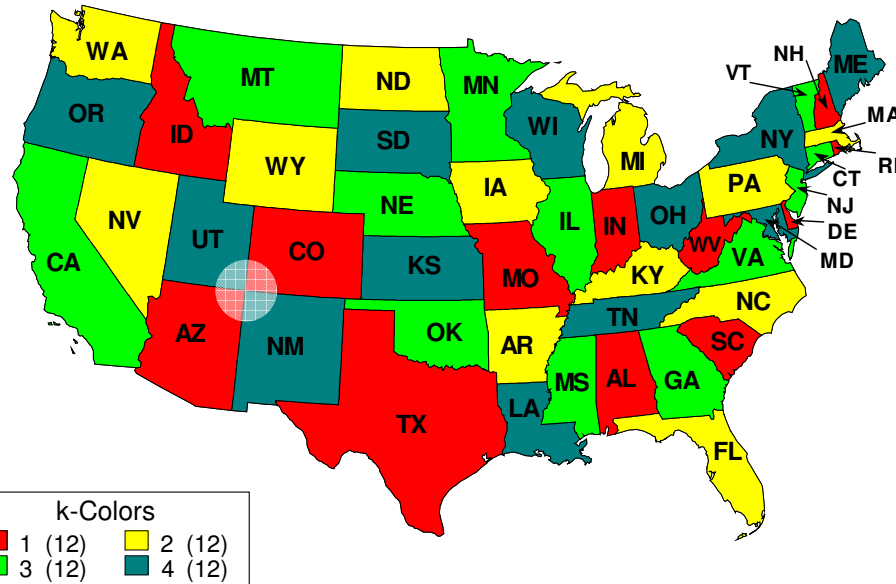 WA
MT
ND
MN
OR
ID
SD
WI
WY
MI
NH
ME
VT
NY
MA
RI
CT
NJ
DE
MD
PA
NV
UT
CO
NE
IA
IL
IN
OH
WV
VA
CA
KS
MO
KY
NC
AZ
NM
OK
AR
TN
SC
TX
LA
MS
AL
GA
FL
k-Colors
1 (12) 2 (12)
3 (12) 4 (12)